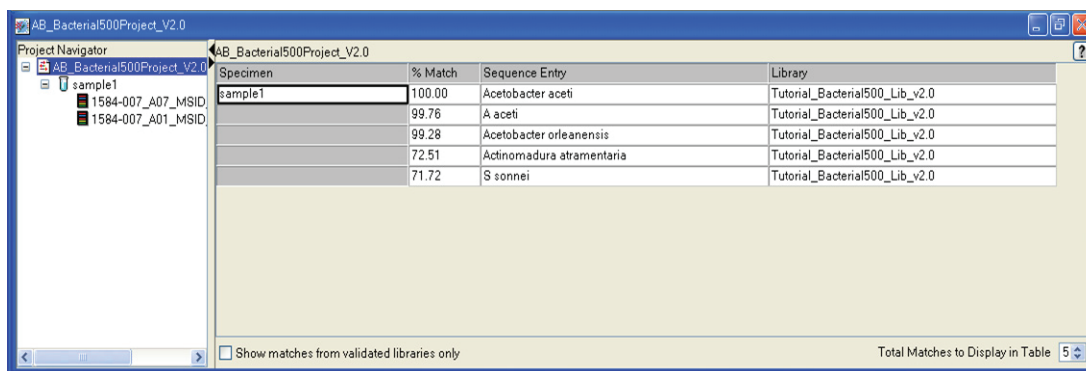 AB_Bacterial500Project_V2.0
Project Navigator
AB_Bacterial500Project_V2.0
sample1
1584-007_A07_MSID_
1584-007_A01_MSID_
AB_Bacterial500Project_V2.0
?
Specimen % Match Sequence Entry Library
sample1 100.00 Acetobacter aceti Tutorial_Bacterial500_Lib_v2.0
99.76 A aceti Tutorial_Bacterial500_Lib_v2.0
99.28 Acetobacter orleanensis Tutorial_Bacterial500_Lib_v2.0
72.51 Actinomadura atramentaria Tutorial_Bacterial500_Lib_v2.0
71.72 S sonnei Tutorial_Bacterial500_Lib_v2.0
Show matches from validated libraries only Total Matches to Display in Table 5